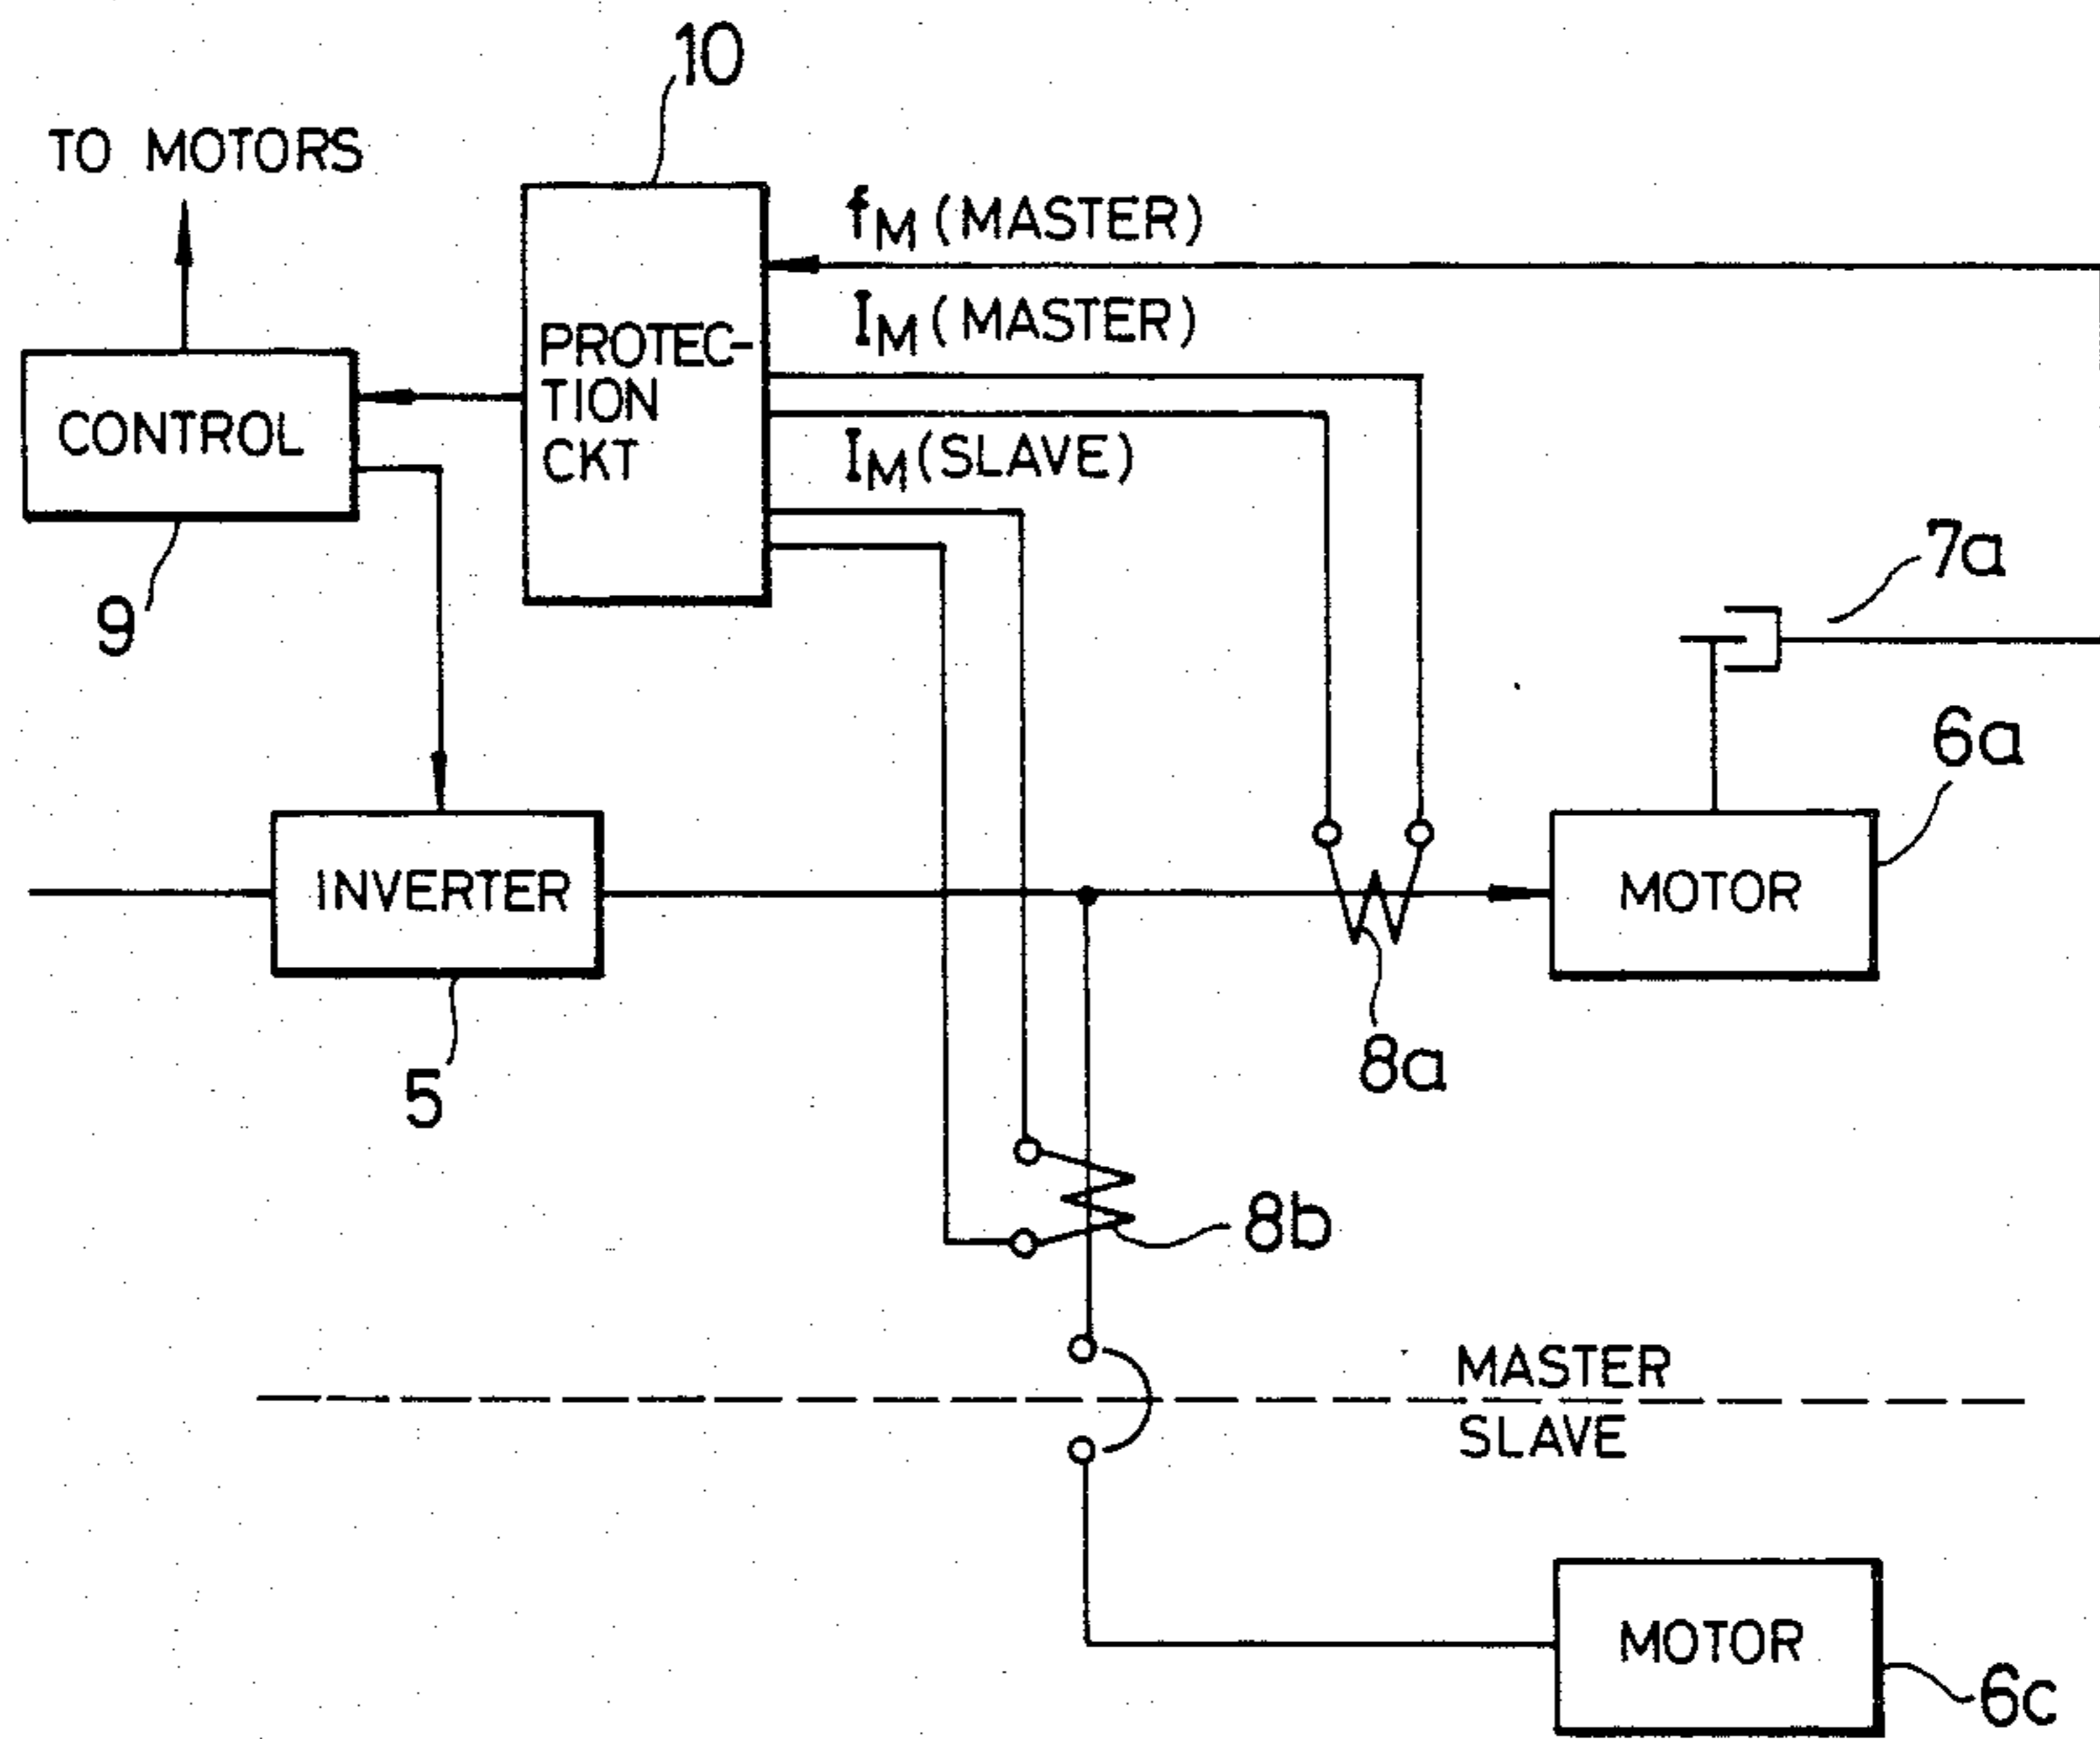 10
TO MOTORS
fM (MASTER)
IM (MASTER)
PROTEC-
TION
CKT
CONTROL
IM (SLAVE)
7a
9
6a
INVERTER
MOTOR
8a
5
8b
MASTER
SLAVE
MOTOR
6c